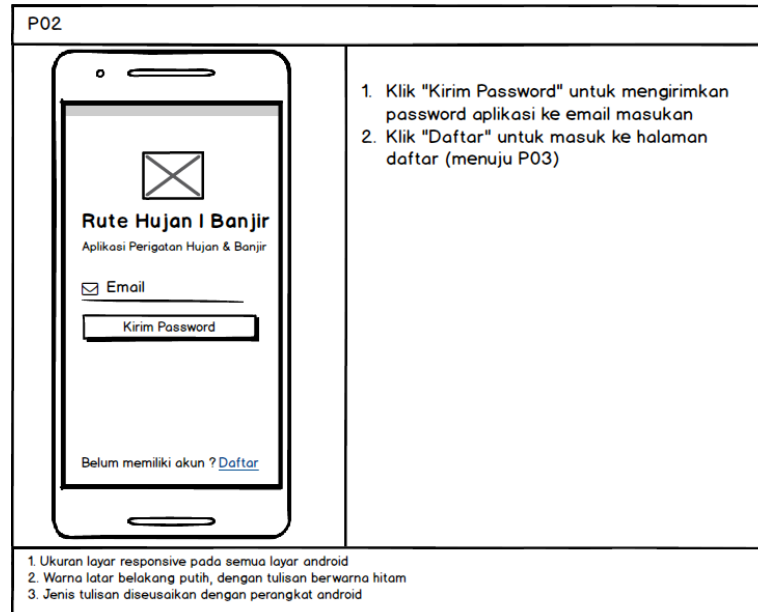 P02
Rute Hujan | Banjir
Aplikasi Perigatan Hujan & Banjir
Email
Kirim Password
Belum memiliki akun ? Daftar
1. Klik "Kirim Password" untuk mengirimkan
password aplikasi ke email masukan
2. Klik "Daftar" untuk masuk ke halaman
daftar (menuju P03)
1. Ukuran layar responsive pada semua layar android
2. Warna latar belakang putih, dengan tulisan berwarna hitam
3. Jenis tulisan diseusaikan dengan perangkat android